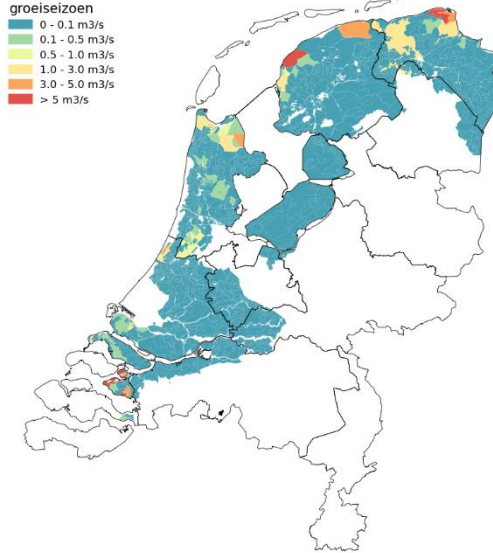 groeiseizoen
0 - 0.1 m3/s
0.1 - 0.5 m3/s
0.5 - 1.0 m3/s
1.0 - 3.0 m3/s
3.0 - 5.0 m3/s
> 5 m3/s